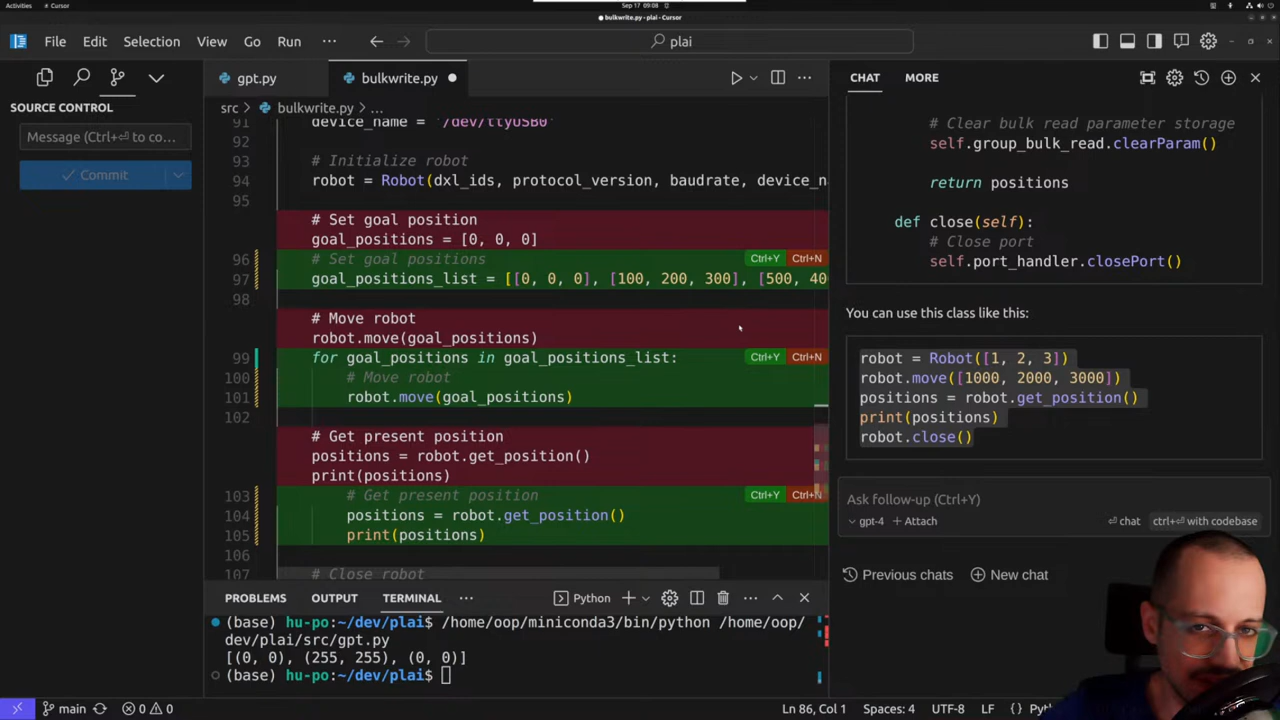 Activities
Cursor
Sep 17 09:08
bulkwrite.py - plai - Cursor
File Edit Selection View Go Run ···
plai
SOURCE CONTROL
Message (Ctrl+⏎ to co…
Commit
gpt.py
bulkwrite.py
src > bulkwrite.py > ...
91 device_name = '/dev/ttyUSB0'
92
93 # Initialize robot
94 robot = Robot(dxl_ids, protocol_version, baudrate, device_na
95
# Set goal position
goal_positions = [0, 0, 0]
96 # Set goal positions Ctrl+Y Ctrl+N
97 goal_positions_list = [[0, 0, 0], [100, 200, 300], [500, 40
98
# Move robot
robot.move(goal_positions)
99 for goal_positions in goal_positions_list: Ctrl+Y Ctrl+N
100 # Move robot
101 robot.move(goal_positions)
102
# Get present position
positions = robot.get_position()
print(positions)
103 # Get present position Ctrl+Y Ctrl+N
104 positions = robot.get_position()
105 print(positions)
106
107 # Close robot
PROBLEMS OUTPUT TERMINAL ··· Python
(base) hu-po:~/dev/plai$ /home/oop/miniconda3/bin/python /home/oop/
dev/plai/src/gpt.py
[(0, 0), (255, 255), (0, 0)]
(base) hu-po:~/dev/plai$
CHAT MORE
# Clear bulk read parameter storage
self.group_bulk_read.clearParam()
return positions
def close(self):
# Close port
self.port_handler.closePort()
You can use this class like this:
robot = Robot([1, 2, 3])
robot.move([1000, 2000, 3000])
positions = robot.get_position()
print(positions)
robot.close()
Ask follow-up (Ctrl+Y)
gpt-4 + Attach ⏎ chat ctrl+⏎ with codebase
Previous chats New chat
main 0 0 Ln 86, Col 1 Spaces: 4 UTF-8 LF {}